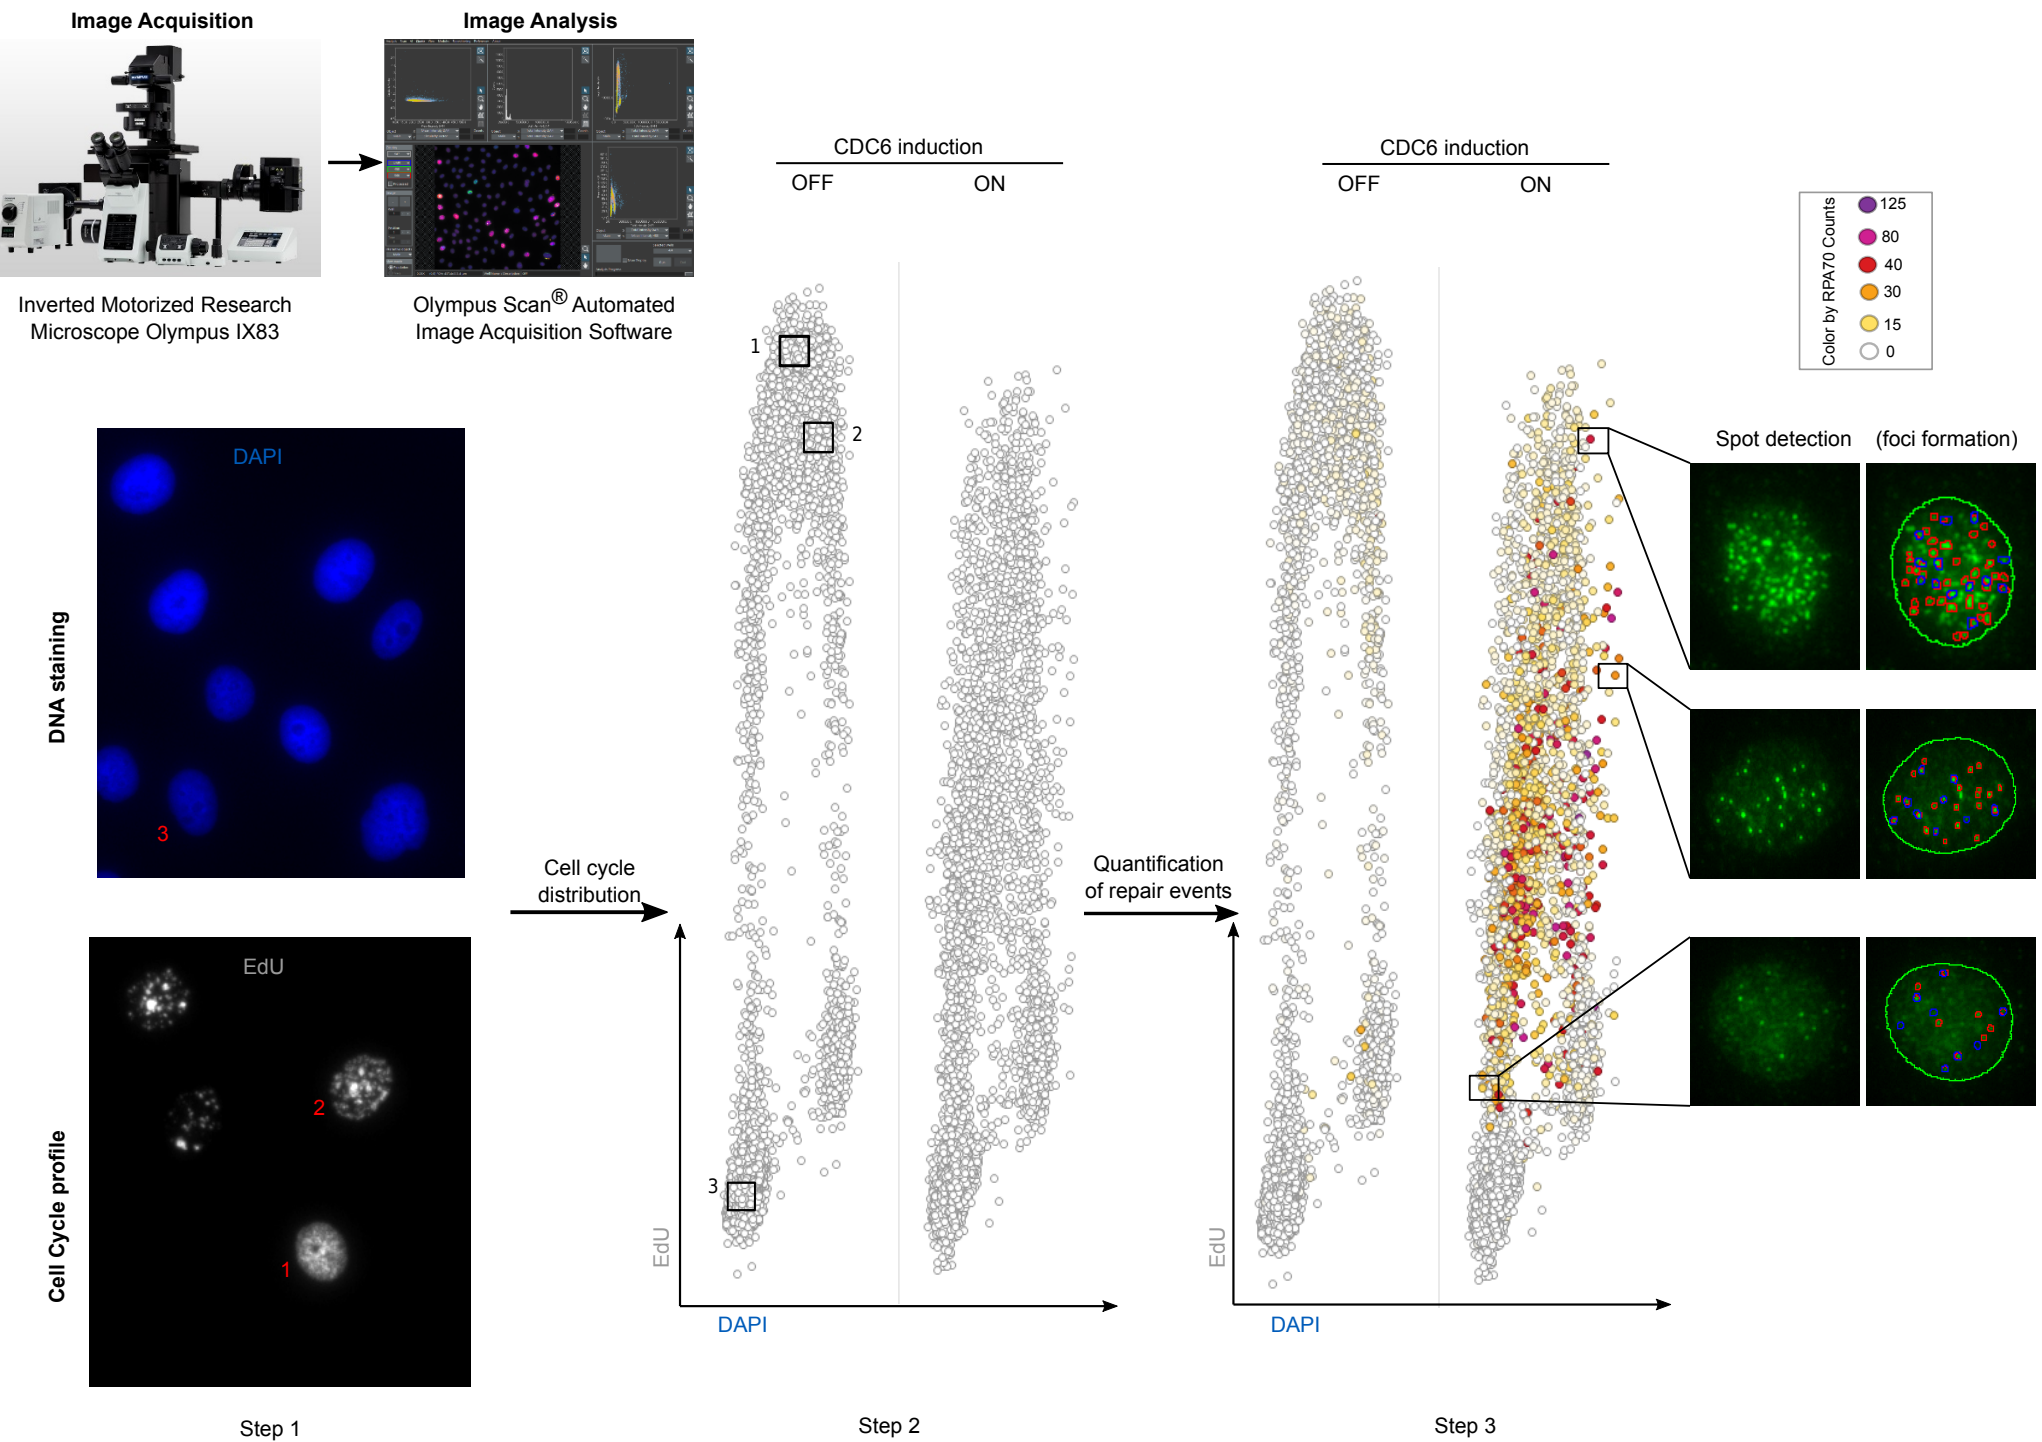 Image Acquisition
Image Analysis
Inverted Motorized Research
Microscope Olympus IX83
Olympus Scan® Automated
Image Acquisition Software
DNA staining
DAPI
3
Cell Cycle profile
EdU
2
1
Step 1
Cell cycle
distribution
CDC6 induction
OFF ON
1
2
3
EdU
DAPI
Step 2
Quantification
of repair events
CDC6 induction
OFF ON
EdU
DAPI
Step 3
Color by RPA70 Counts
125
80
40
30
15
0
Spot detection (foci formation)